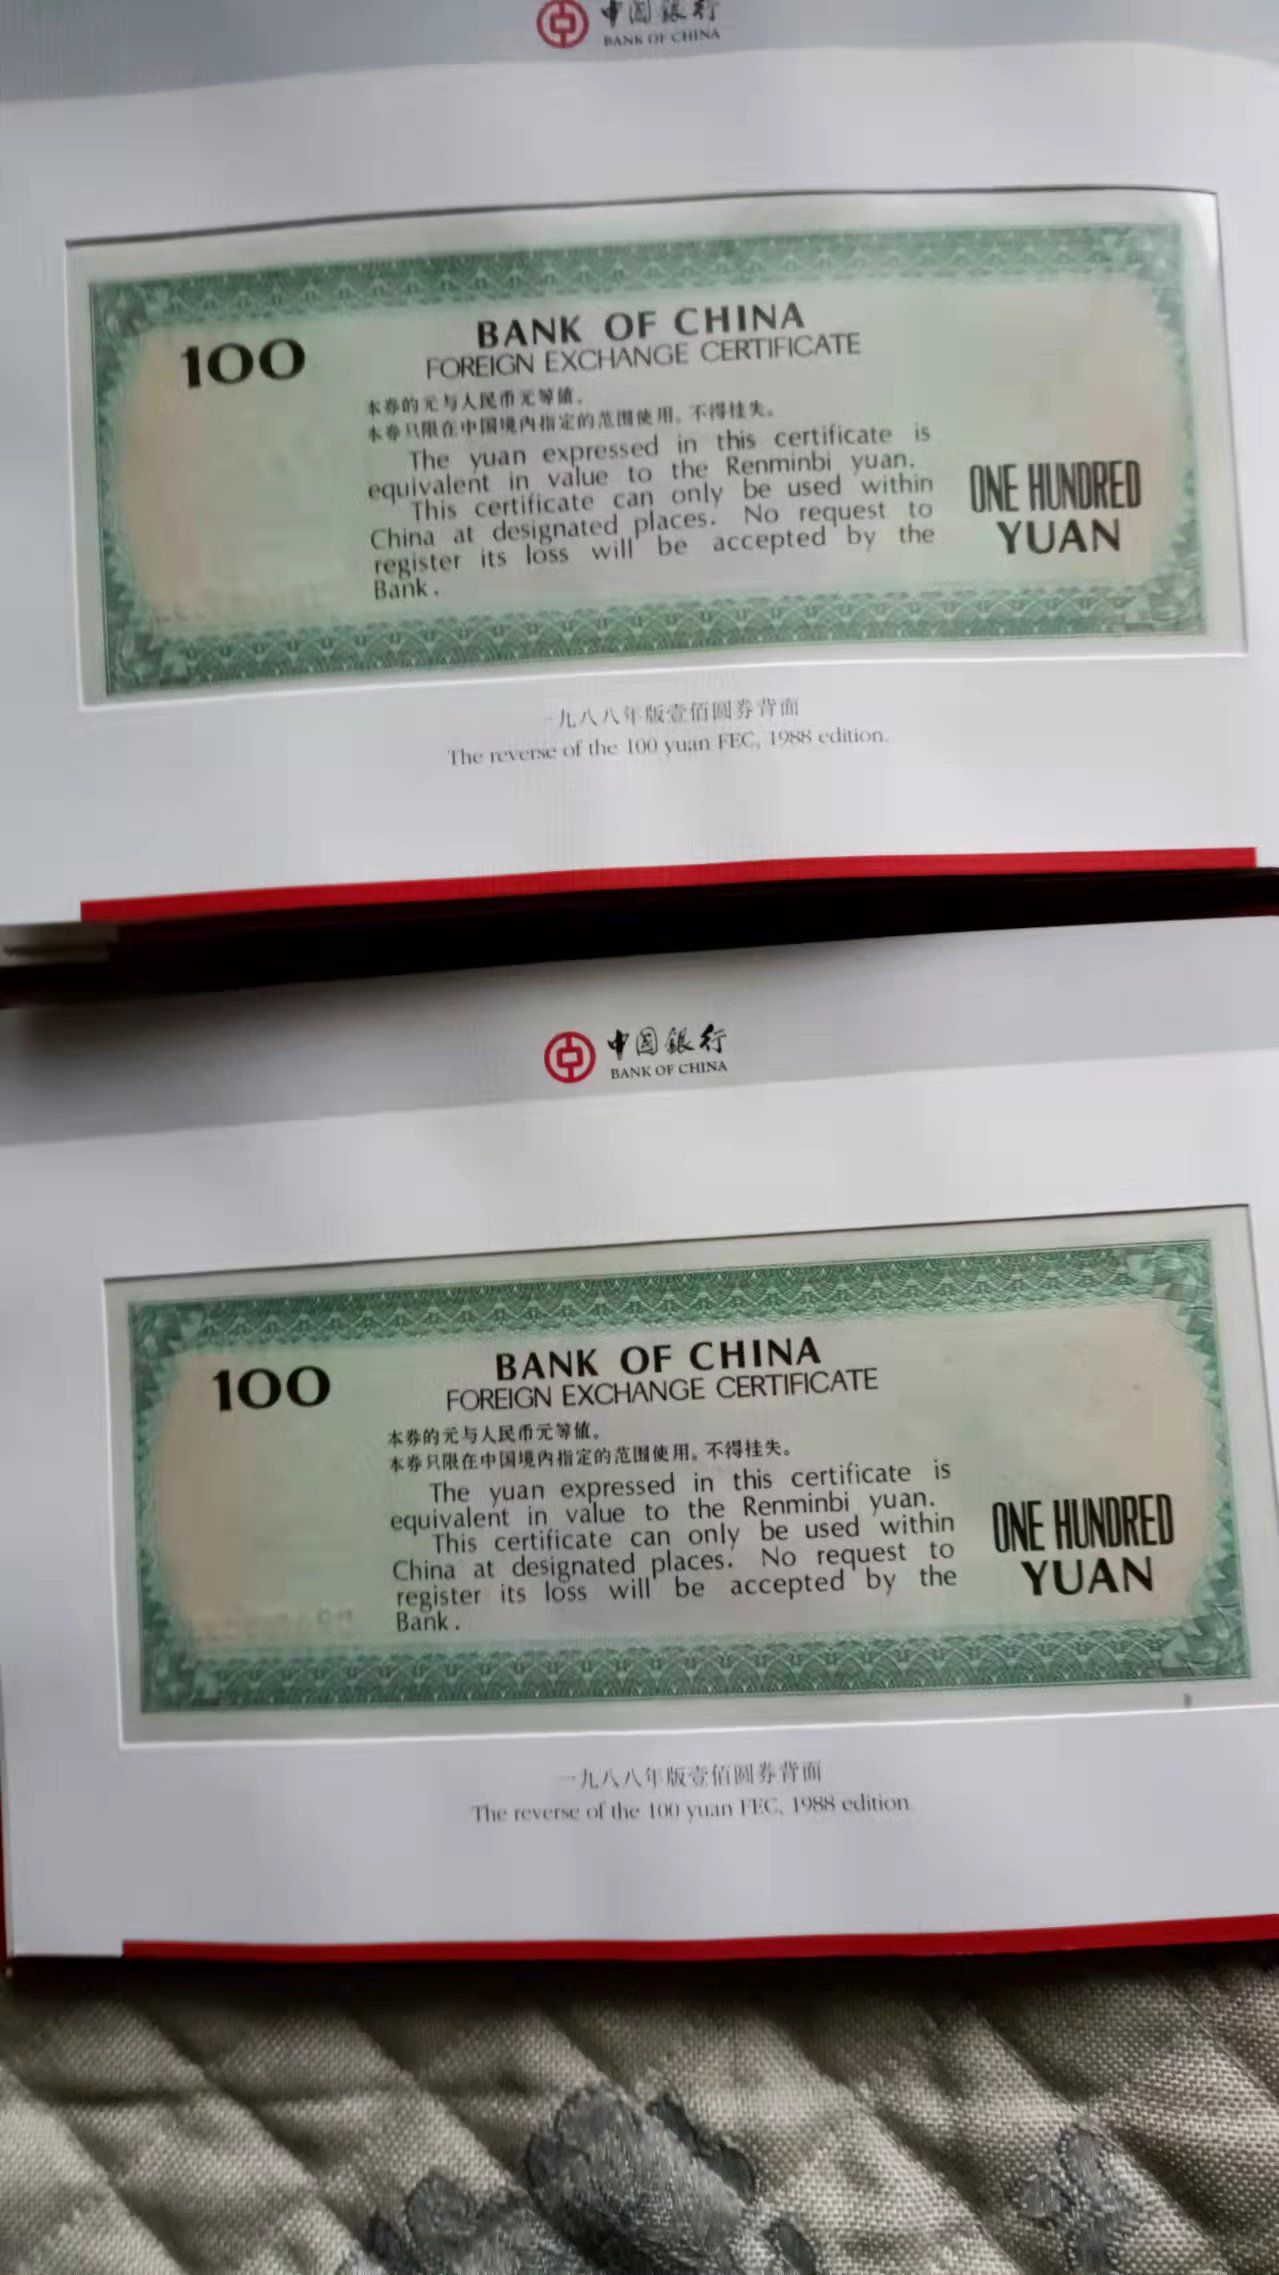 中国銀行
BANK OF CHINA
100
BANK OF CHINA
FOREIGN EXCHANGE CERTIFICATE
本券的元与人民币元等值。
本券只限在中国境内指定的范围使用。不得挂失。
The yuan expressed in this certificate is
equivalent in value to the Renminbi yuan.
This certificate can only be used within
China at designated places. No request to
register its loss will be accepted by the
Bank.
ONE HUNDRED
YUAN
一九八八年版壹佰圆券背面
The reverse of the 100 yuan FEC, 1988 edition.
中国銀行
BANK OF CHINA
100
BANK OF CHINA
FOREIGN EXCHANGE CERTIFICATE
本券的元与人民币元等值。
本券只限在中国境内指定的范围使用。不得挂失。
The yuan expressed in this certificate is
equivalent in value to the Renminbi yuan.
This certificate can only be used within
China at designated places. No request to
register its loss will be accepted by the
Bank.
ONE HUNDRED
YUAN
一九八八年版壹佰圆券背面
The reverse of the 100 yuan FEC, 1988 edition.